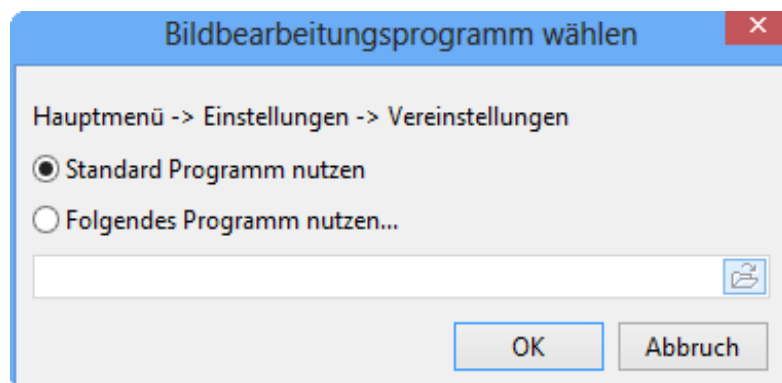 Bildbearbeitungsprogramm wählen
Hauptmenü -> Einstellungen -> Vereinstellungen
Standard Programm nutzen
Folgendes Programm nutzen...
OK Abbruch